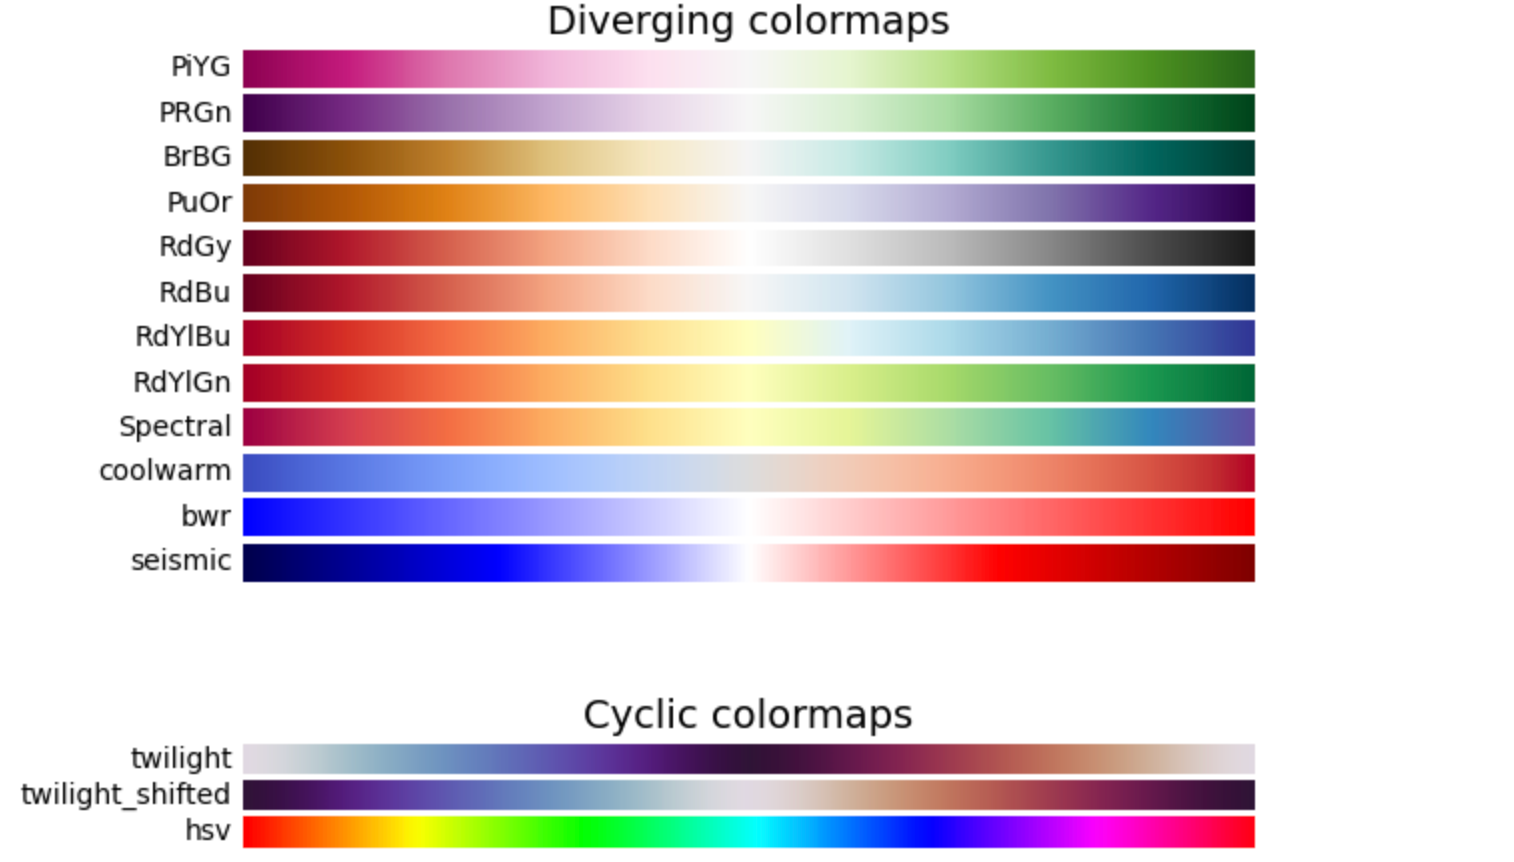 Diverging colormaps
PiYG
PRGn
BrBG
PuOr
RdGy
RdBu
RdYlBu
RdYlGn
Spectral
coolwarm
bwr
seismic
Cyclic colormaps
twilight
twilight_shifted
hsv